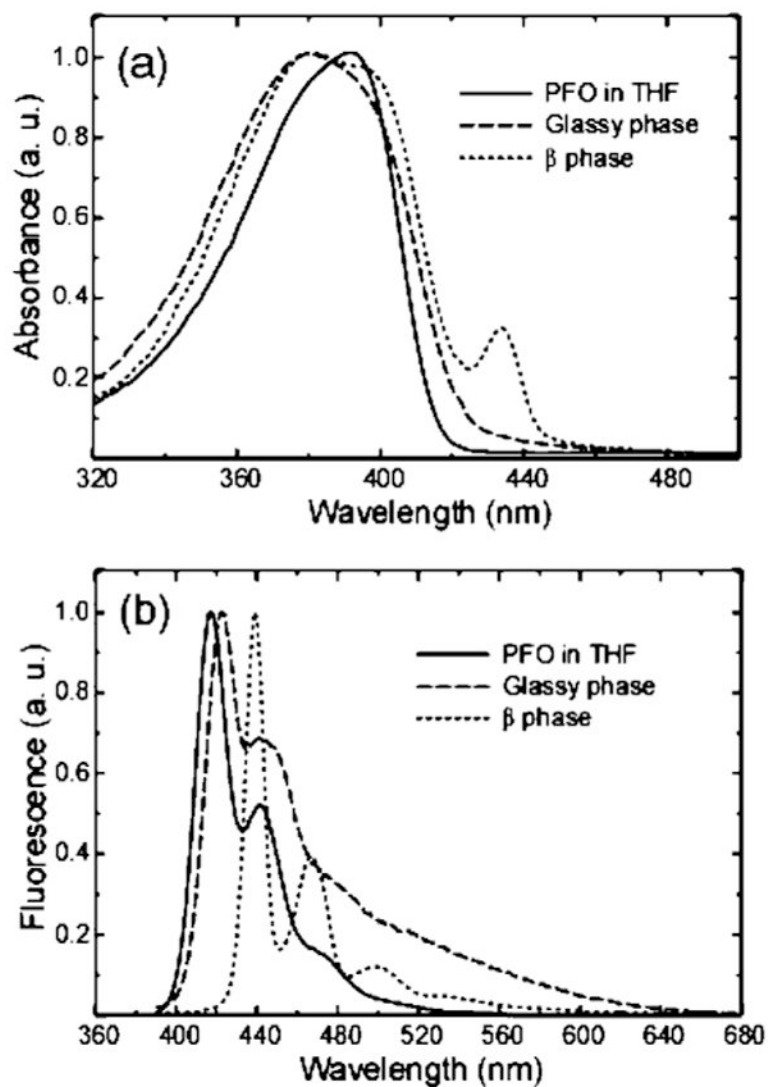 (a)
PFO in THF
Glassy phase
β phase
Absorbance (a. u.)
1.0
0.8
0.6
0.4
0.2
320 360 400 440 480
Wavelength (nm)
(b)
PFO in THF
Glassy phase
β phase
Fluorescence (a. u.)
1.0
0.8
0.6
0.4
0.2
360 400 440 480 520 560 600 640 680
Wavelength (nm)